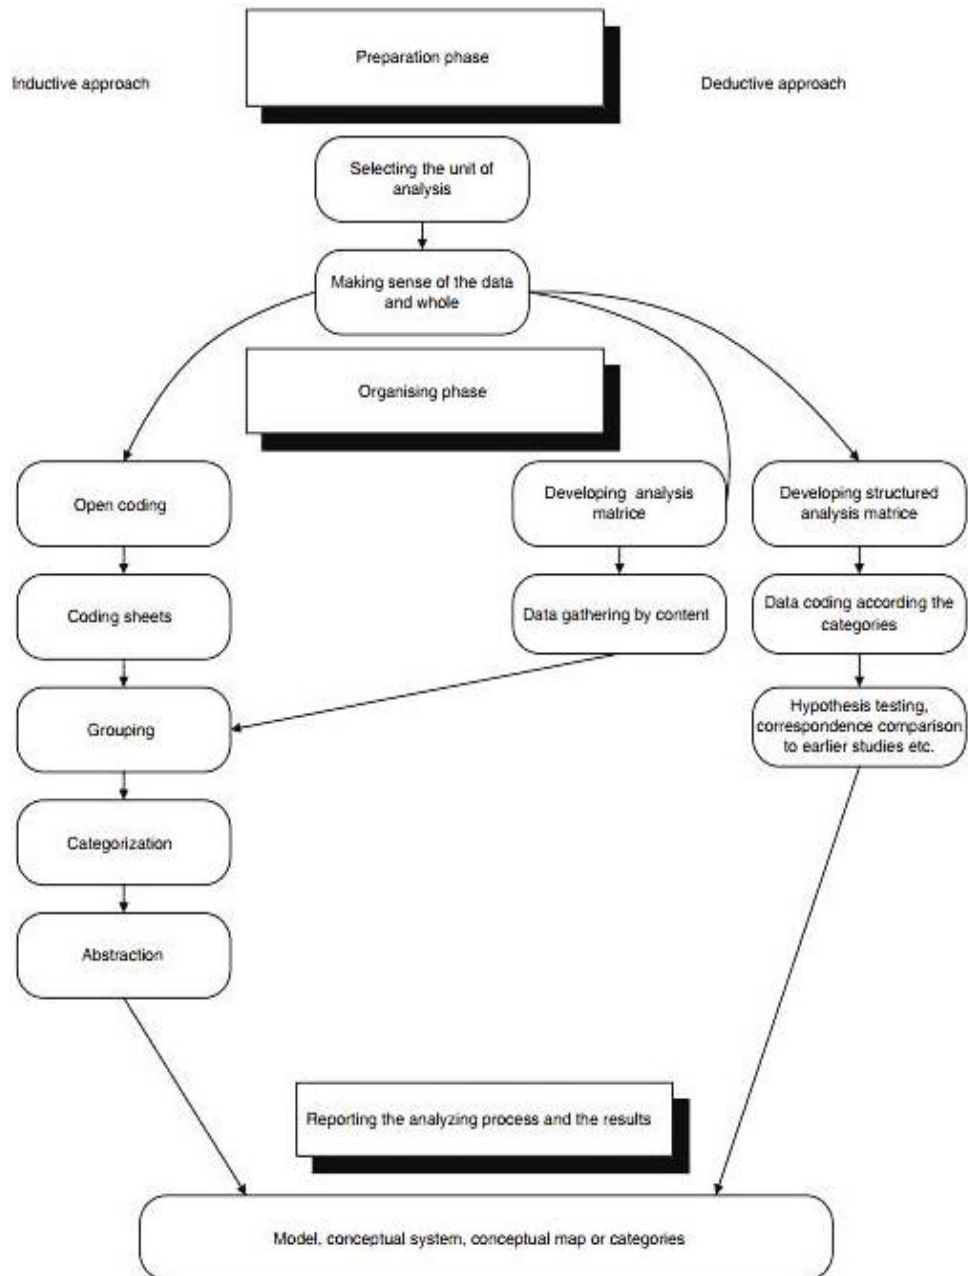 Preparation phase
Inductive approach
Deductive approach
Selecting the unit of
analysis
Making sense of the data
and whole
Organising phase
Open coding
Developing analysis
matrice
Developing structured
analysis matrice
Coding sheets
Data gathering by content
Data coding according the
categories
Grouping
Hypothesis testing,
correspondence comparison
to earlier studies etc.
Categorization
Abstraction
Reporting the analyzing process and the results
Model, conceptual system, conceptual map or categories